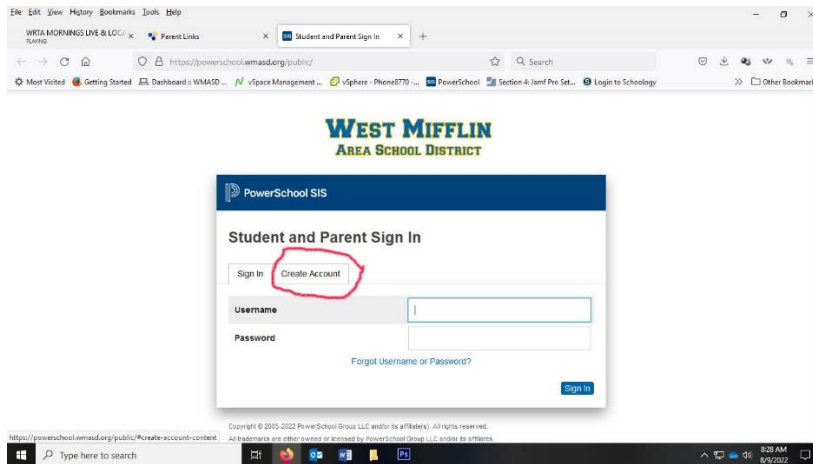 File Edit View History Bookmarks Tools Help
WRTA MORNINGS LIVE & LOCA
PLAYING
Parent Links
Student and Parent Sign In
https://powerschool.wmasd.org/public/
Search
Most Visited Getting Started Dashboard :: WMASD ... vSpace Management ... vSphere - Phone8770 -... PowerSchool Section 4: Jamf Pro Set... Login to Schoology Other Bookmar
WEST MIFFLIN
AREA SCHOOL DISTRICT
PowerSchool SIS
Student and Parent Sign In
Sign In Create Account
Username
Password
Forgot Username or Password?
Sign In
Copyright © 2005-2022 PowerSchool Group LLC and/or its affiliate(s). All rights reserved.
All trademarks are either owned or licensed by PowerSchool Group LLC and/or its affiliates.
https://powerschool.wmasd.org/public/#create-account-content
Type here to search
Ps
8:28 AM
8/9/2022